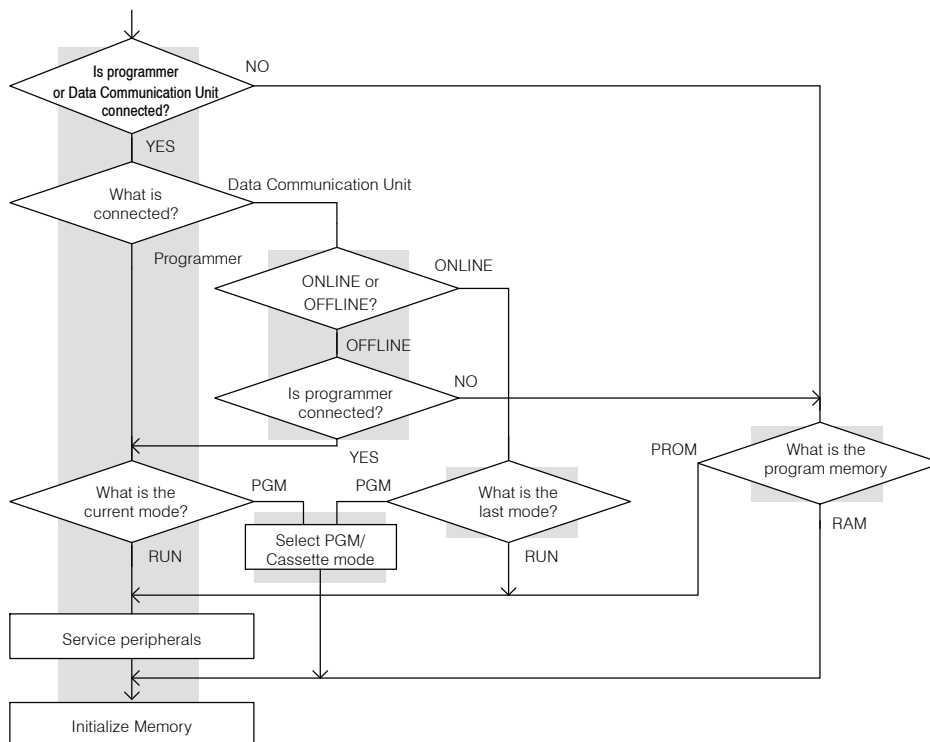 Is programmer
or Data Communication Unit
connected?
NO
YES
What is
connected?
Data Communication Unit
Programmer
ONLINE or
OFFLINE?
ONLINE
OFFLINE
Is programmer
connected?
NO
YES
What is the
program memory
PROM
RAM
What is the
current mode?
PGM
RUN
PGM
What is the
last mode?
RUN
Select PGM/
Cassette mode
Service peripherals
Initialize Memory